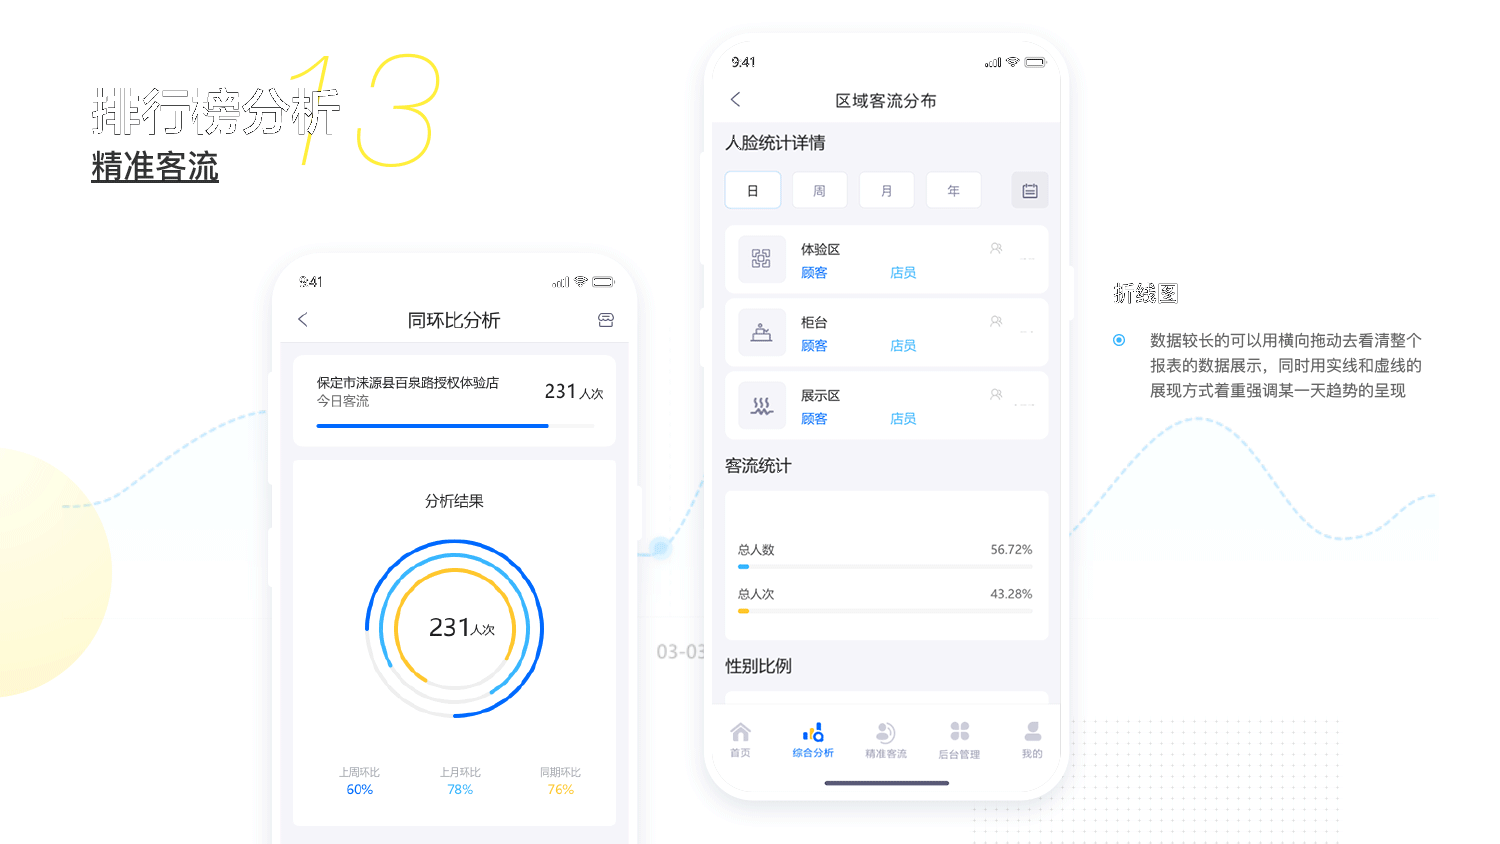 13
排行榜分析
精准客流
9:41
同环比分析
保定市涞源县百泉路授权体验店
今日客流
231人次
分析结果
231人次
上周环比 上月环比 同期环比
60% 78% 76%
03-03
9:41
区域客流分布
人脸统计详情
日 周 月 年
体验区
顾客 店员
柜台
顾客 店员
展示区
顾客 店员
客流统计
总人数 56.72%
总人次 43.28%
性别比例
首页 综合分析 精准客流 后台管理 我的
折线图
数据较长的可以用横向拖动去看清整个
报表的数据展示，同时用实线和虚线的
展现方式着重强调某一天趋势的呈现